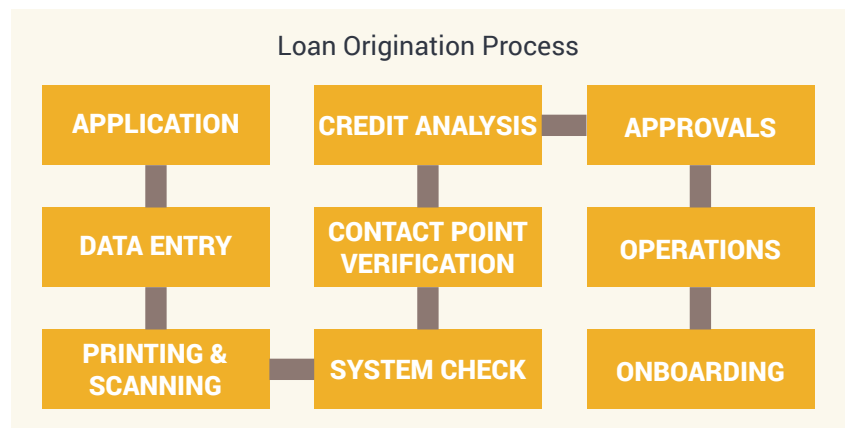 Loan Origination Process
APPLICATION
DATA ENTRY
PRINTING &
SCANNING
SYSTEM CHECK
CONTACT POINT
VERIFICATION
CREDIT ANALYSIS
APPROVALS
OPERATIONS
ONBOARDING